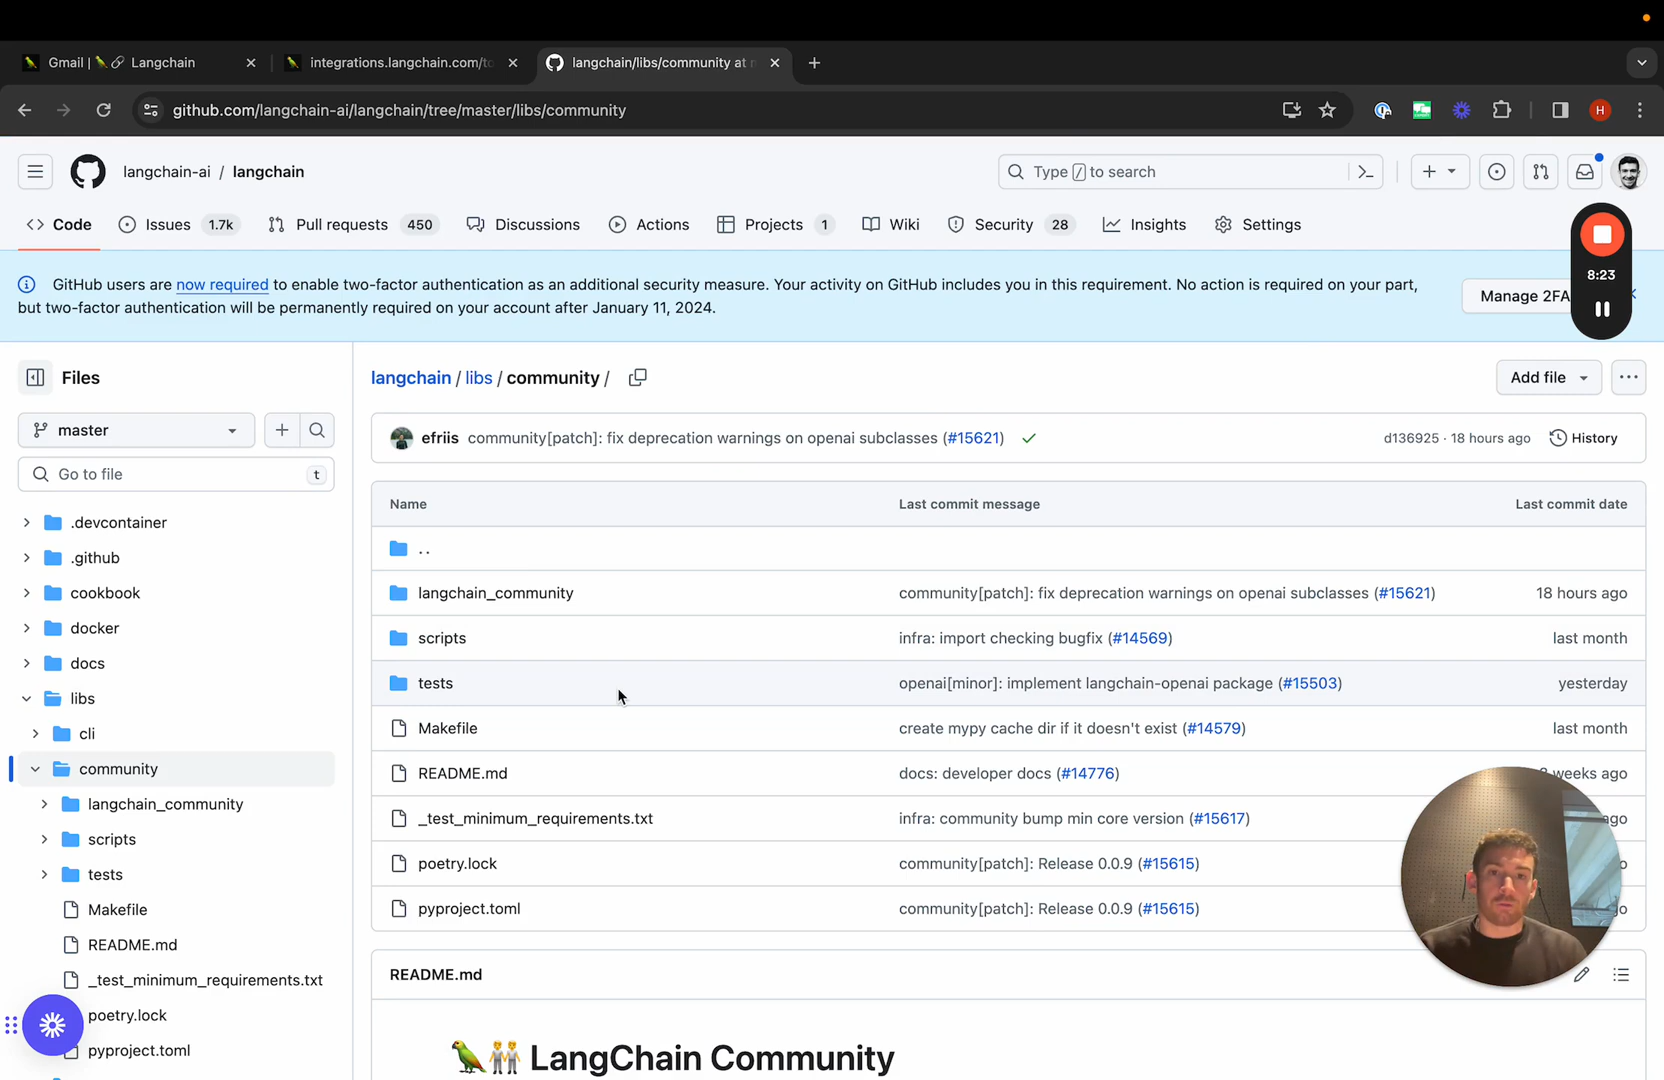 Gmail | Langchain
integrations.langchain.com/to
langchain/libs/community at
github.com/langchain-ai/langchain/tree/master/libs/community
H
langchain-ai / langchain
Type / to search
Code
Issues 1.7k
Pull requests 450
Discussions
Actions
Projects 1
Wiki
Security 28
Insights
Settings
GitHub users are now required to enable two-factor authentication as an additional security measure. Your activity on GitHub includes you in this requirement. No action is required on your part,
but two-factor authentication will be permanently required on your account after January 11, 2024.
Manage 2FA
8:23
Files
master
Go to file
t
.devcontainer
.github
cookbook
docker
docs
libs
cli
community
langchain_community
scripts
tests
Makefile
README.md
_test_minimum_requirements.txt
poetry.lock
pyproject.toml
langchain / libs / community /
Add file
efriis community[patch]: fix deprecation warnings on openai subclasses (#15621)
d136925 · 18 hours ago
History
Name Last commit message Last commit date
..
langchain_community community[patch]: fix deprecation warnings on openai subclasses (#15621) 18 hours ago
scripts infra: import checking bugfix (#14569) last month
tests openai[minor]: implement langchain-openai package (#15503) yesterday
Makefile create mypy cache dir if it doesn't exist (#14579) last month
README.md docs: developer docs (#14776) weeks ago
_test_minimum_requirements.txt infra: community bump min core version (#15617) ago
poetry.lock community[patch]: Release 0.0.9 (#15615)
pyproject.toml community[patch]: Release 0.0.9 (#15615)
README.md
LangChain Community